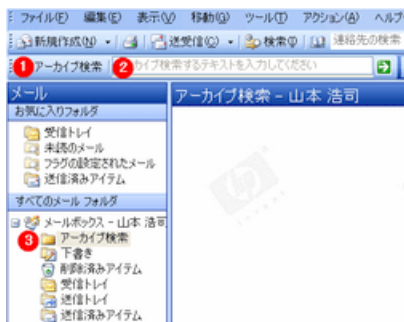 ファイル(F) 編集(E) 表示(V) 移動(G) ツール(T) アクション(A) ヘルプ
新規作成(N) 送受信(C) 検索(I) 連絡先の検索
1 アーカイブ検索 2 カイブ検索するテキストを入力してください
メール
お気に入りフォルダ
受信トレイ
未読のメール
フラグの設定されたメール
送信済みアイテム
すべてのメール フォルダ
メールボックス - 山本 浩司
3 アーカイブ検索
下書き
削除済みアイテム
受信トレイ
送信トレイ
送信済みアイテム
アーカイブ検索 - 山本 浩司
hp
invent